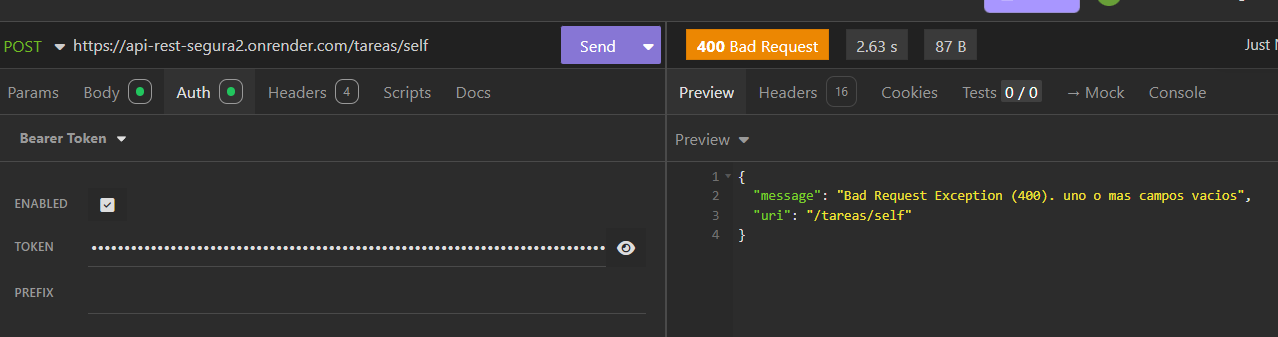 POST https://api-rest-segura2.onrender.com/tareas/self Send
400 Bad Request 2.63 s 87 B Just
Params Body Auth Headers 4 Scripts Docs
Preview Headers 16 Cookies Tests 0 / 0 → Mock Console
Bearer Token
Preview
ENABLED
TOKEN ••••••••••••••••••••••••••••••••••••••••••••••••••••••••••••••••••••••••••••••
PREFIX
1 {
2 "message": "Bad Request Exception (400). uno o mas campos vacios",
3 "uri": "/tareas/self"
4 }